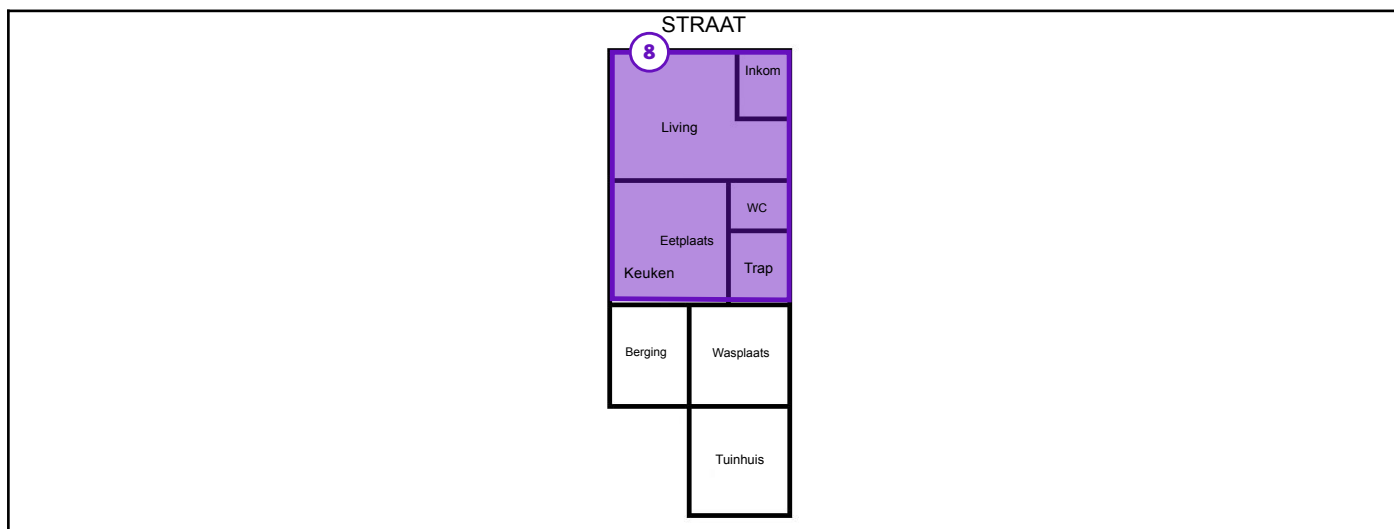 STRAAT
8
Inkom
Living
WC
Eetplaats
Trap
Keuken
Berging
Wasplaats
Tuinhuis